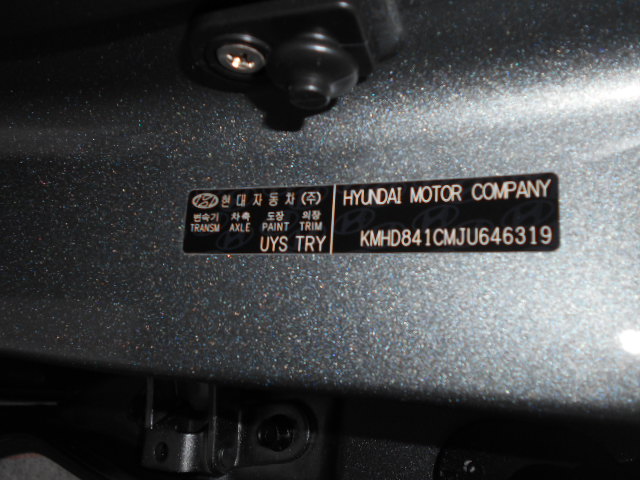 현대자동차(주)
변속기 차축 도장 의장
TRANSM AXLE PAINT TRIM
UYS TRY
HYUNDAI MOTOR COMPANY
KMHD841CMJU646319